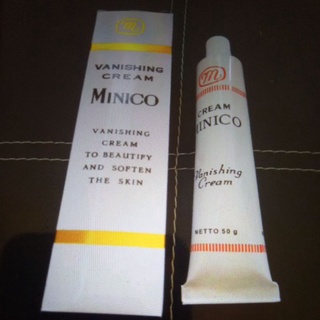 m
VANISHING
CREAM
MINICO
VANISHING
CREAM
TO BEAUTIFY
AND SOFTEN
THE SKIN
m
CREAM
MINICO
Vanishing
Cream
NETTO 50 g